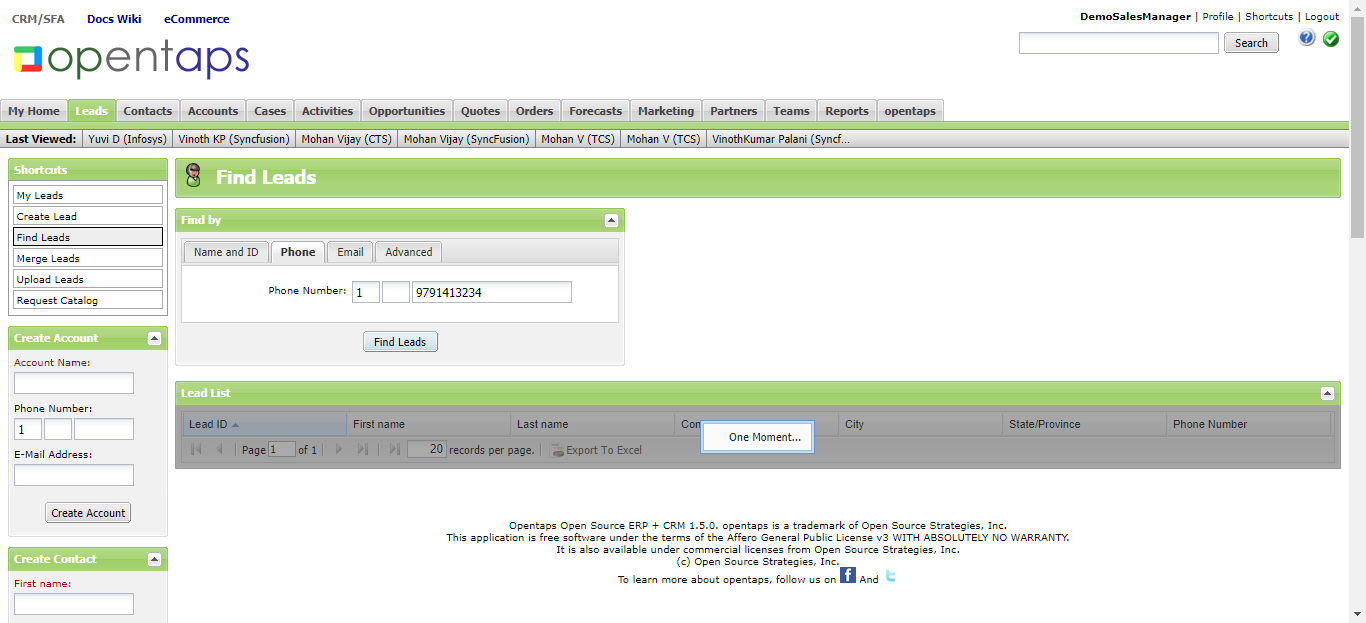 CRM/SFA Docs Wiki eCommerce
DemoSalesManager | Profile | Shortcuts | Logout
opentaps
Search
My Home Leads Contacts Accounts Cases Activities Opportunities Quotes Orders Forecasts Marketing Partners Teams Reports opentaps
Last Viewed: Yuvi D (Infosys) Vinoth KP (Syncfusion) Mohan Vijay (CTS) Mohan Vijay (SyncFusion) Mohan V (TCS) Mohan V (TCS) VinothKumar Palani (Syncf...
Shortcuts
My Leads
Create Lead
Find Leads
Merge Leads
Upload Leads
Request Catalog
Create Account
Account Name:
Phone Number:
1
E-Mail Address:
Create Account
Create Contact
First name:
Find Leads
Find by
Name and ID Phone Email Advanced
Phone Number: 1 9791413234
Find Leads
Lead List
Lead ID First name Last name Com City State/Province Phone Number
One Moment...
Page 1 of 1 20 records per page. Export To Excel
Opentaps Open Source ERP + CRM 1.5.0. opentaps is a trademark of Open Source Strategies, Inc.
This application is free software under the terms of the Affero General Public License v3 WITH ABSOLUTELY NO WARRANTY.
It is also available under commercial licenses from Open Source Strategies, Inc.
(c) Open Source Strategies, Inc.
To learn more about opentaps, follow us on f And t